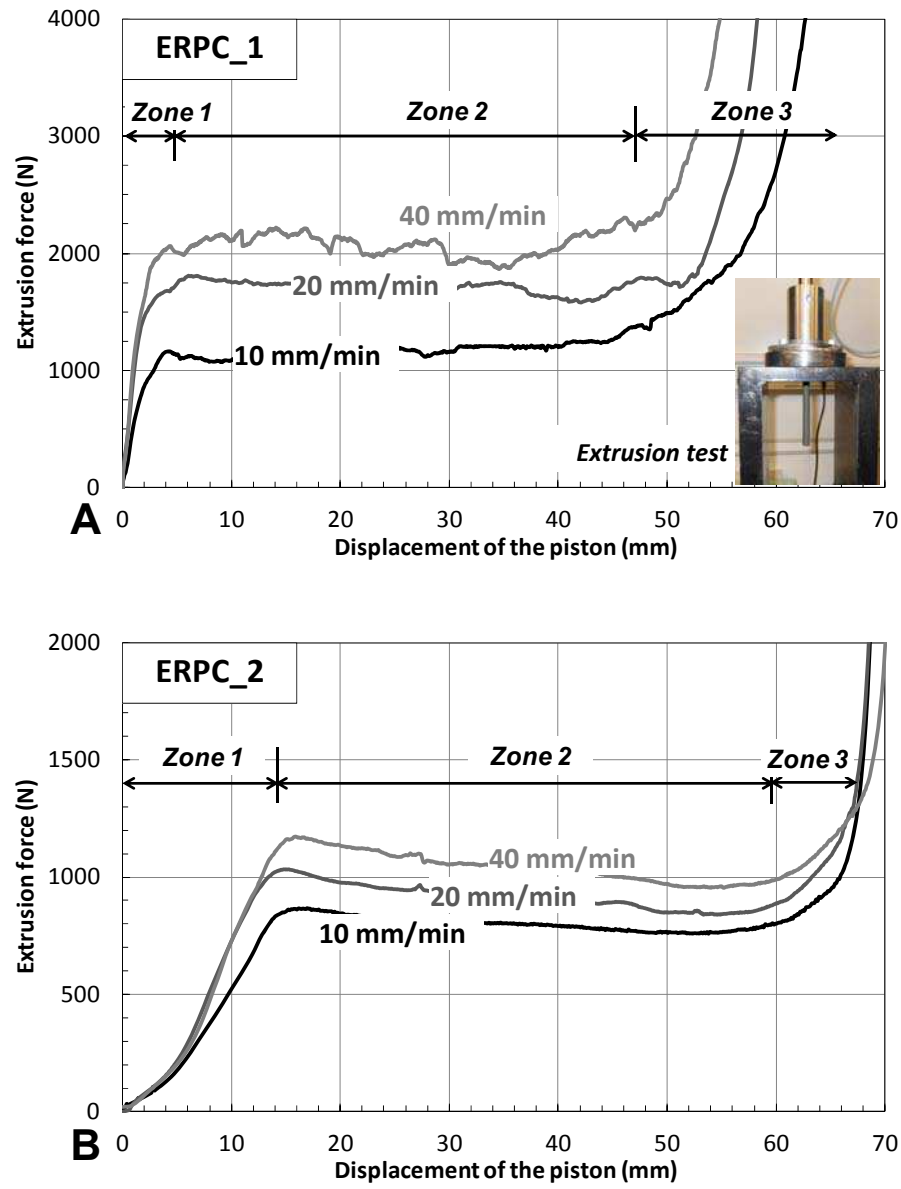 ERPC_1
4000
3000
2000
1000
0
Extrusion force (N)
Zone 1
Zone 2
Zone 3
40 mm/min
20 mm/min
10 mm/min
Extrusion test
A
0 10 20 30 40 50 60 70
Displacement of the piston (mm)
ERPC_2
2000
1500
1000
500
0
Extrusion force (N)
Zone 1
Zone 2
Zone 3
40 mm/min
20 mm/min
10 mm/min
B
0 10 20 30 40 50 60 70
Displacement of the piston (mm)